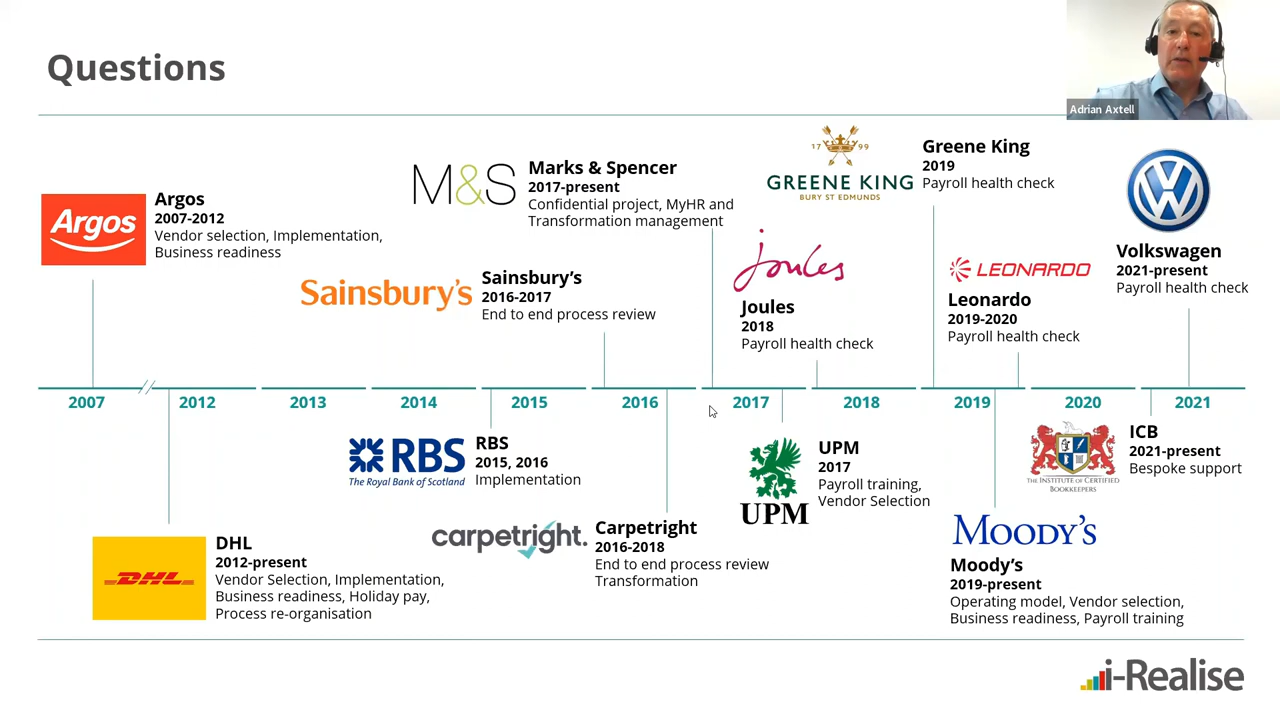 Questions
Adrian Axtell
Argos
Argos
2007-2012
Vendor selection, Implementation,
Business readiness
M&S
Marks & Spencer
2017-present
Confidential project, MyHR and
Transformation management
17 99
GREENE KING
BURY ST EDMUNDS
Greene King
2019
Payroll health check
Sainsbury's
Sainsbury's
2016-2017
End to end process review
Joules
Joules
2018
Payroll health check
LEONARDO
Leonardo
2019-2020
Payroll health check
VW
Volkswagen
2021-present
Payroll health check
2007 2012 2013 2014 2015 2016 2017 2018 2019 2020 2021
RBS
The Royal Bank of Scotland
RBS
2015, 2016
Implementation
UPM
UPM
2017
Payroll training,
Vendor Selection
THE INSTITUTE OF CERTIFIED
BOOKKEEPERS
ICB
2021-present
Bespoke support
DHL
DHL
2012-present
Vendor Selection, Implementation,
Business readiness, Holiday pay,
Process re-organisation
carpetright.
Carpetright
2016-2018
End to end process review
Transformation
MOODY'S
Moody's
2019-present
Operating model, Vendor selection,
Business readiness, Payroll training
i-Realise